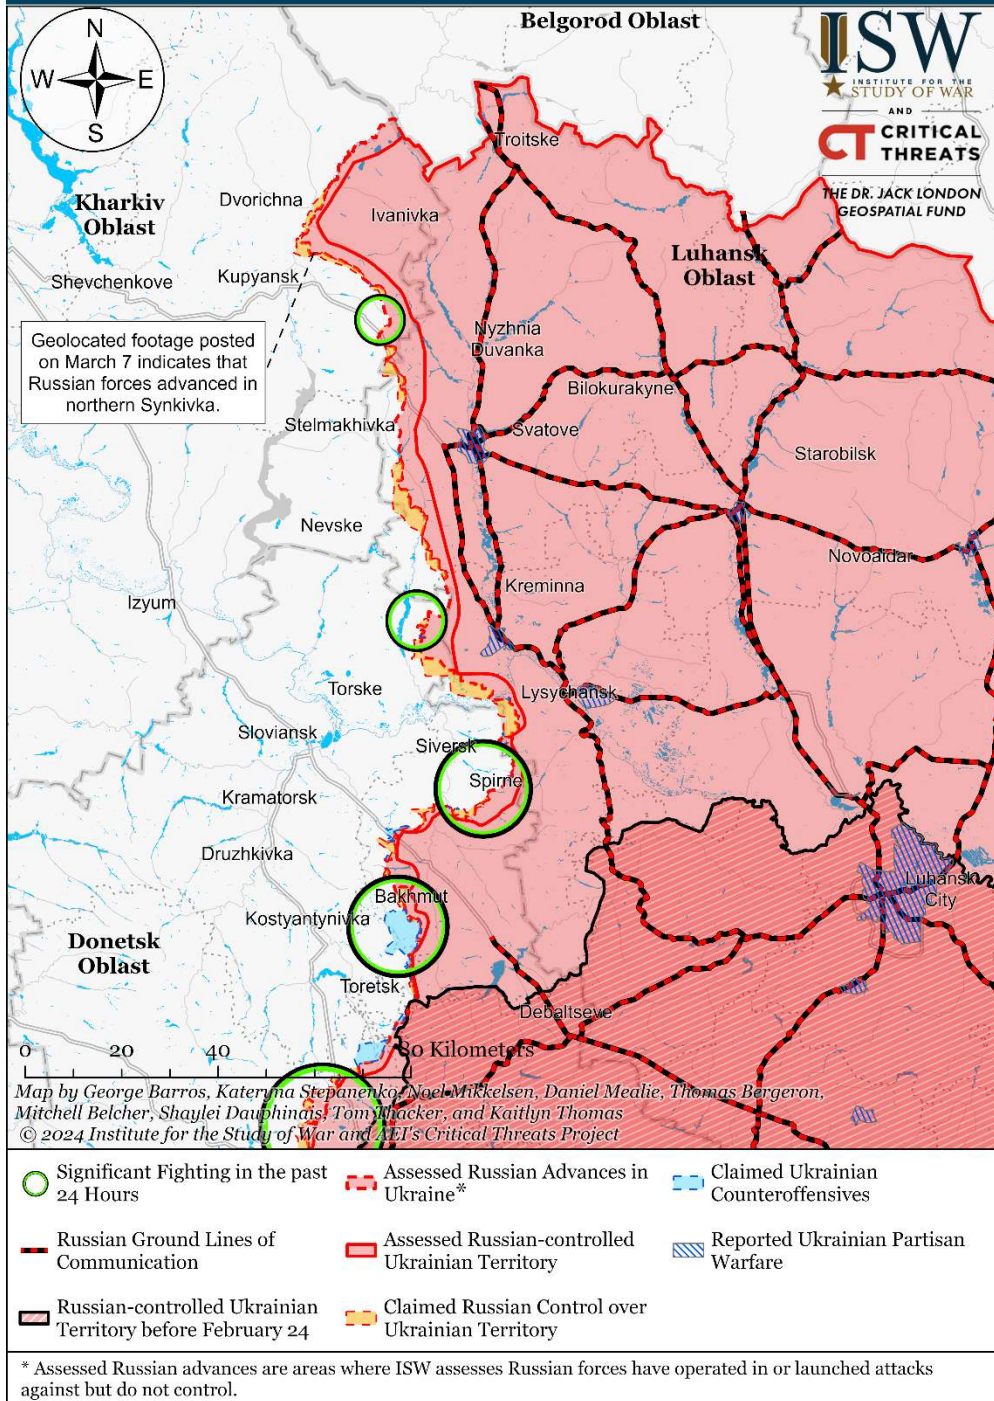 Belgorod Oblast
ISW
INSTITUTE FOR THE
STUDY OF WAR
AND
CT CRITICAL
THREATS
THE DR. JACK LONDON
GEOSPATIAL FUND
N
W E
S
Troitske
Dvorichna
Kharkiv
Oblast
Ivanivka
Luhansk
Oblast
Shevchenkove
Kupyansk
Geolocated footage posted
on March 7 indicates that
Russian forces advanced in
northern Synkivka.
Nyzhnia
Duvanka
Bilokurakyne
Stelmakhivka
Svatove
Starobilsk
Nevske
Novoaidar
Kreminna
Izyum
Torske
Lysychansk
Sloviansk
Siversk
Spirne
Kramatorsk
Druzhkivka
Luhansk
City
Bakhmut
Kostyantynivka
Donetsk
Oblast
Toretsk
Debaltseve
0 20 40 80 Kilometers
Map by George Barros, Kateryna Stepanenko, Noel Mikkelsen, Daniel Mealie, Thomas Bergeron,
Mitchell Belcher, Shaylei Dauphinais, Tom Thacker, and Kaitlyn Thomas
© 2024 Institute for the Study of War and AEI's Critical Threats Project
Significant Fighting in the past
24 Hours
Russian Ground Lines of
Communication
Russian-controlled Ukrainian
Territory before February 24
Assessed Russian Advances in
Ukraine*
Assessed Russian-controlled
Ukrainian Territory
Claimed Russian Control over
Ukrainian Territory
Claimed Ukrainian
Counteroffensives
Reported Ukrainian Partisan
Warfare
* Assessed Russian advances are areas where ISW assesses Russian forces have operated in or launched attacks
against but do not control.